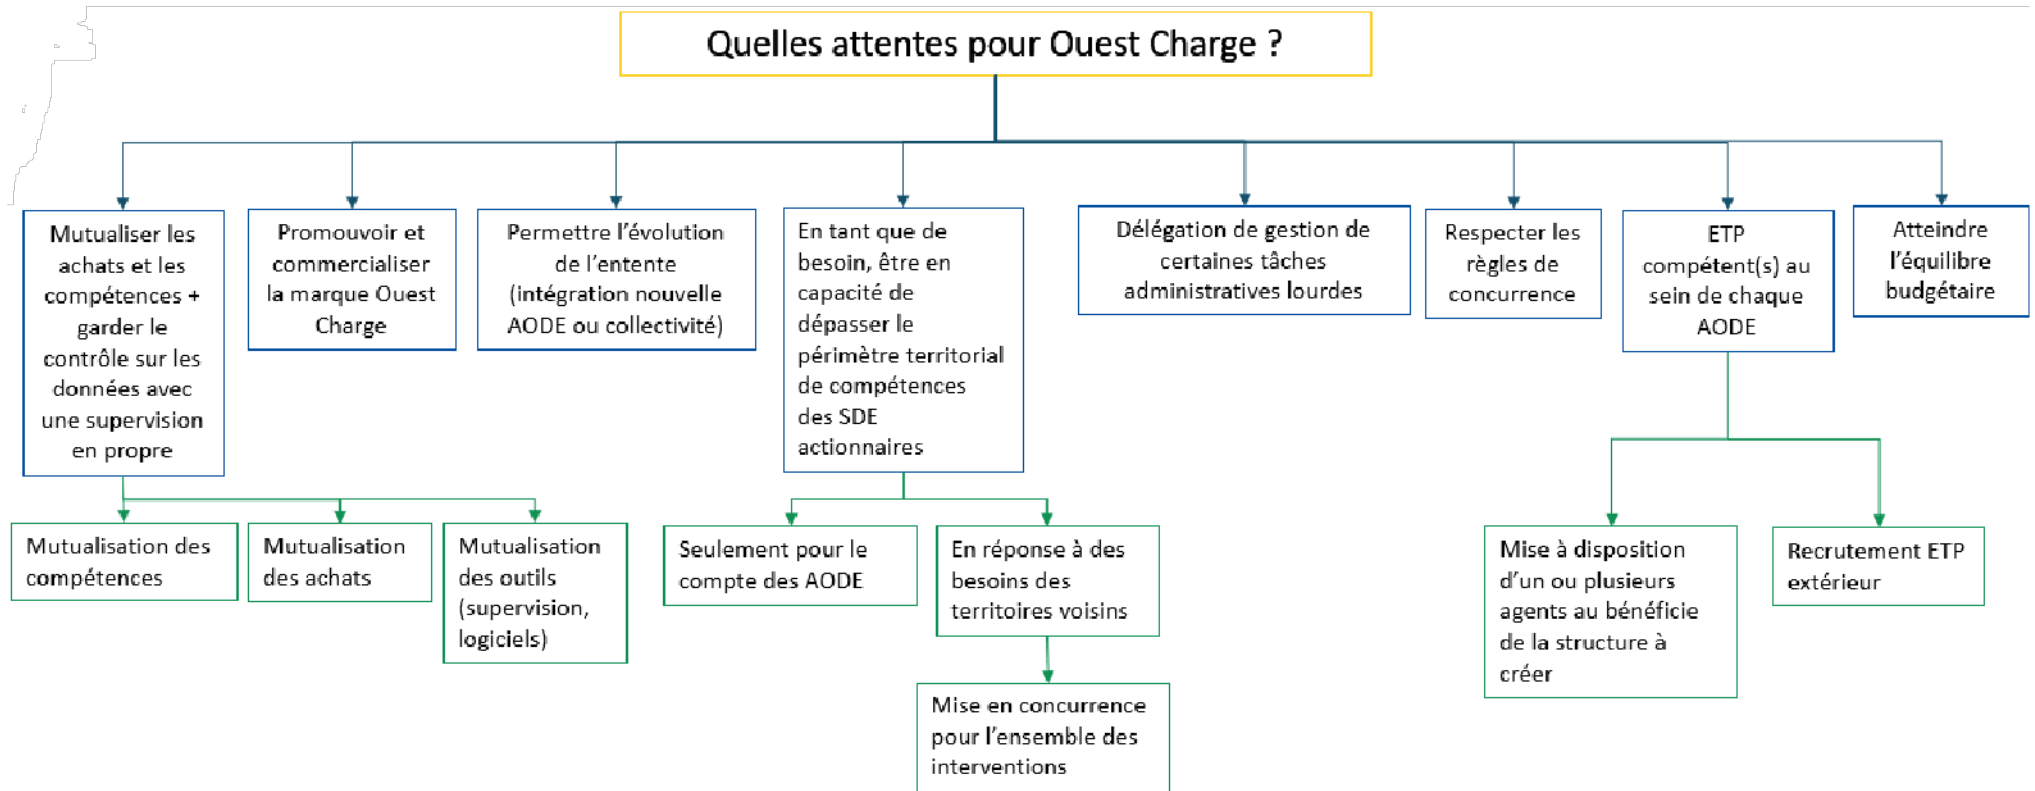 Quelles attentes pour Ouest Charge ?
Mutualiser les
achats et les
compétences +
garder le
contrôle sur les
données avec
une supervision
en propre
Promouvoir et
commercialiser
la marque Ouest
Charge
Permettre l’évolution
de l’entente
(intégration nouvelle
AODE ou collectivité)
En tant que de
besoin, être en
capacité de
dépasser le
périmètre territorial
de compétences
des SDE
actionnaires
Délégation de gestion de
certaines tâches
administratives lourdes
Respecter les
règles de
concurrence
ETP
compétent(s) au
sein de chaque
AODE
Atteindre
l’équilibre
budgétaire
Mutualisation des
compétences
Mutualisation
des achats
Mutualisation
des outils
(supervision,
logiciels)
Seulement pour le
compte des AODE
En réponse à des
besoins des
territoires voisins
Mise en concurrence
pour l’ensemble des
interventions
Mise à disposition
d’un ou plusieurs
agents au bénéficie
de la structure à
créer
Recrutement ETP
extérieur